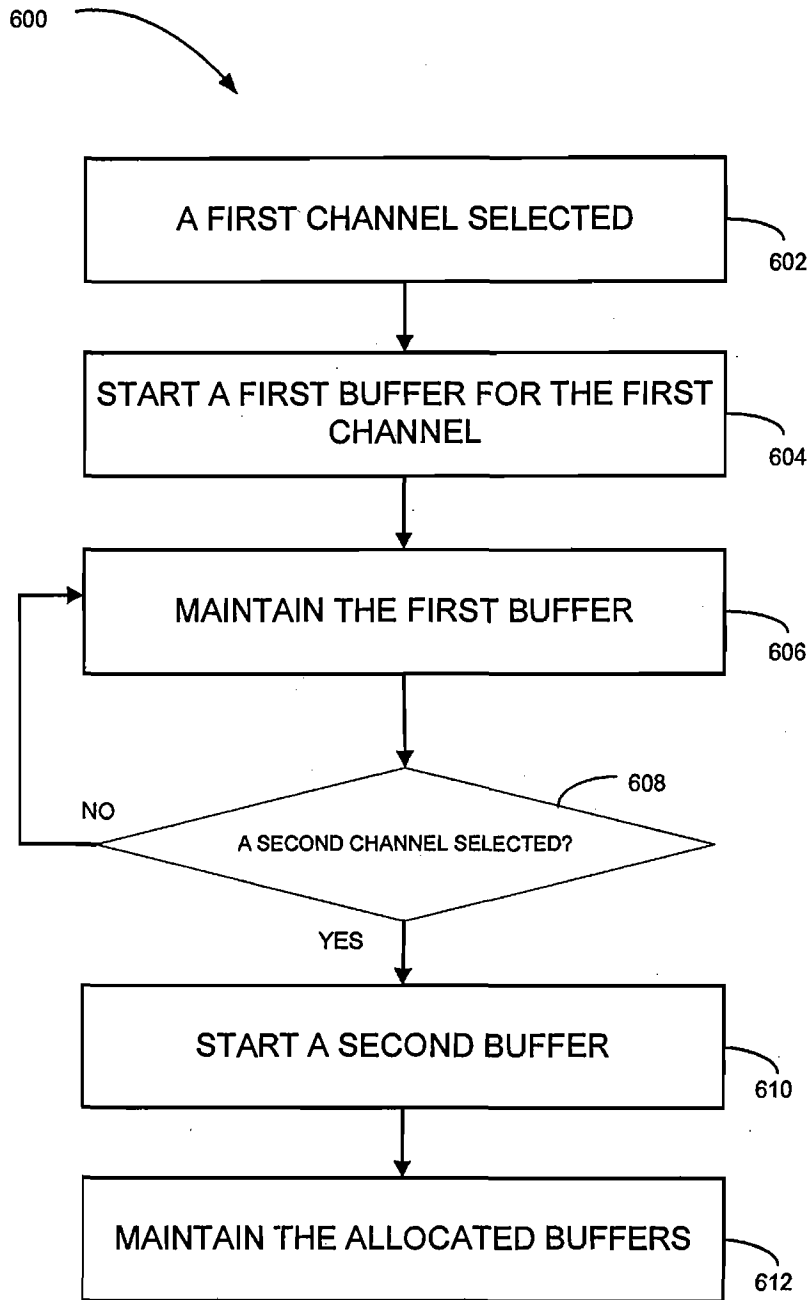 600
A FIRST CHANNEL SELECTED
602
START A FIRST BUFFER FOR THE FIRST
CHANNEL
604
MAINTAIN THE FIRST BUFFER
606
608
NO
A SECOND CHANNEL SELECTED?
YES
START A SECOND BUFFER
610
MAINTAIN THE ALLOCATED BUFFERS
612